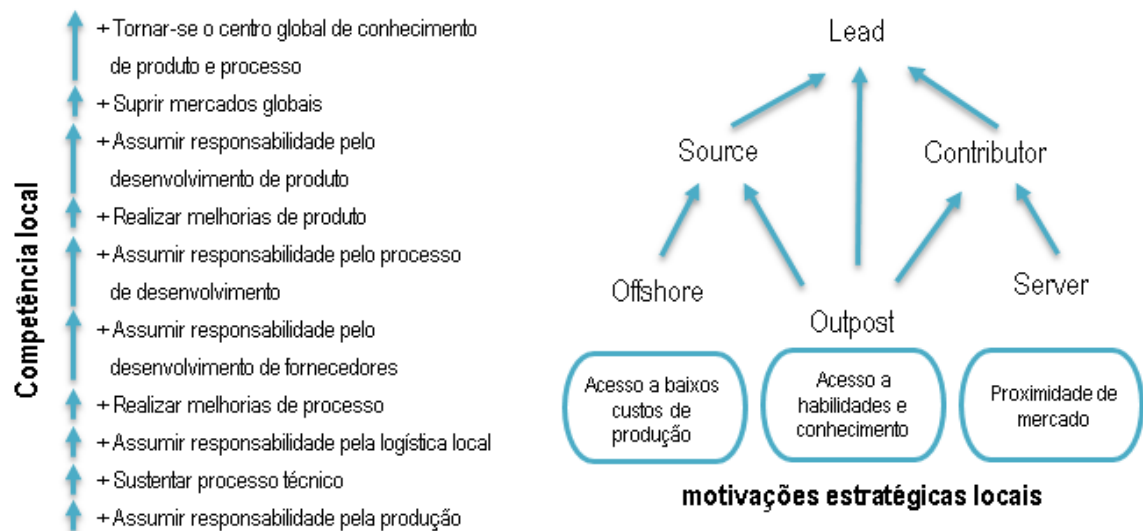 Competência local
+ Tornar-se o centro global de conhecimento
de produto e processo
+ Suprir mercados globais
+ Assumir responsabilidade pelo
desenvolvimento de produto
+ Realizar melhorias de produto
+ Assumir responsabilidade pelo processo
de desenvolvimento
+ Assumir responsabilidade pelo
desenvolvimento de fornecedores
+ Realizar melhorias de processo
+ Assumir responsabilidade pela logística local
+ Sustentar processo técnico
+ Assumir responsabilidade pela produção
Lead
Source
Contributor
Offshore
Outpost
Server
Acesso a baixos
custos de
produção
Acesso a
habilidades e
conhecimento
Proximidade de
mercado
motivações estratégicas locais